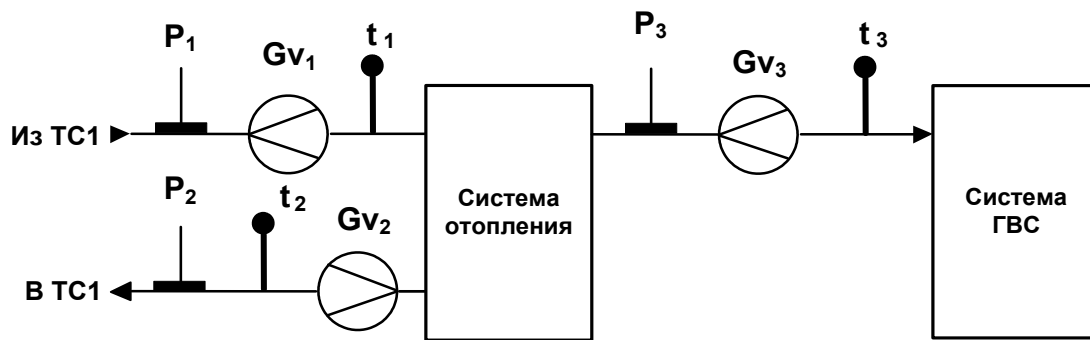 P₁
Gv₁
t₁
P₃
Gv₃
t₃
Из ТС1
P₂
t₂
Gv₂
В ТС1
Система
отопления
Система
ГВС